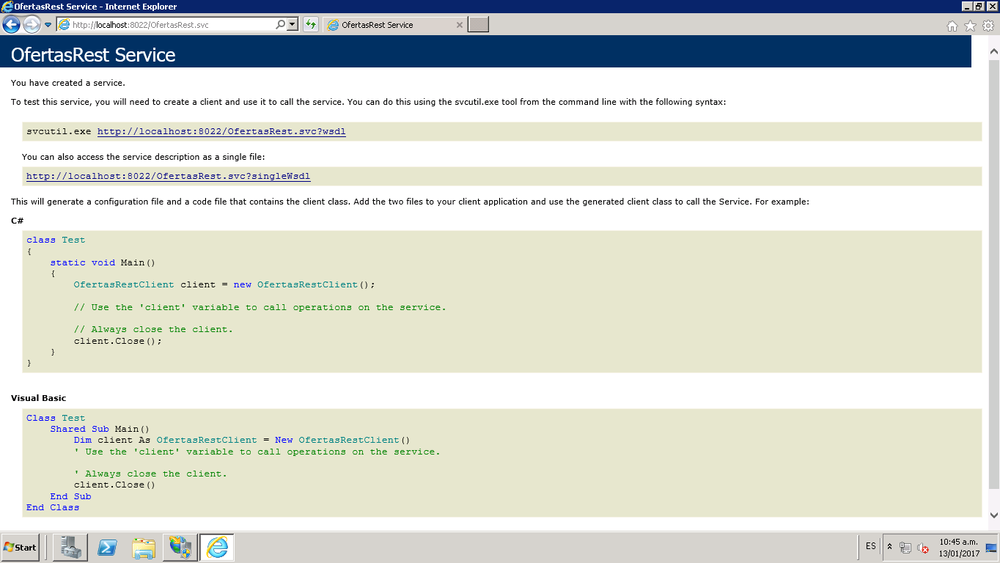 OfertasRest Service - Internet Explorer
http://localhost:8022/OfertasRest.svc
OfertasRest Service
OfertasRest Service
You have created a service.
To test this service, you will need to create a client and use it to call the service. You can do this using the svcutil.exe tool from the command line with the following syntax:
svcutil.exe http://localhost:8022/OfertasRest.svc?wsdl
You can also access the service description as a single file:
http://localhost:8022/OfertasRest.svc?singleWsdl
This will generate a configuration file and a code file that contains the client class. Add the two files to your client application and use the generated client class to call the Service. For example:
C#
class Test
{
    static void Main()
    {
        OfertasRestClient client = new OfertasRestClient();
        // Use the 'client' variable to call operations on the service.
        // Always close the client.
        client.Close();
    }
}
Visual Basic
Class Test
    Shared Sub Main()
        Dim client As OfertasRestClient = New OfertasRestClient()
        ' Use the 'client' variable to call operations on the service.
        ' Always close the client.
        client.Close()
    End Sub
End Class
Start
ES
10:45 a.m.
13/01/2017